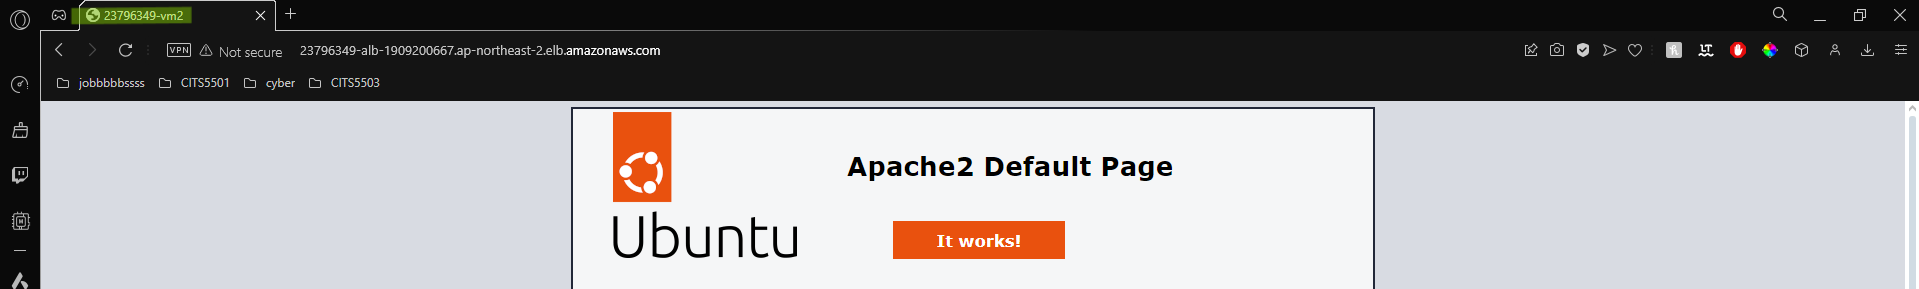 23796349-vm2
VPN Not secure 23796349-alb-1909200667.ap-northeast-2.elb.amazonaws.com
jobbbbbssss CITS5501 cyber CITS5503
Apache2 Default Page
Ubuntu
It works!